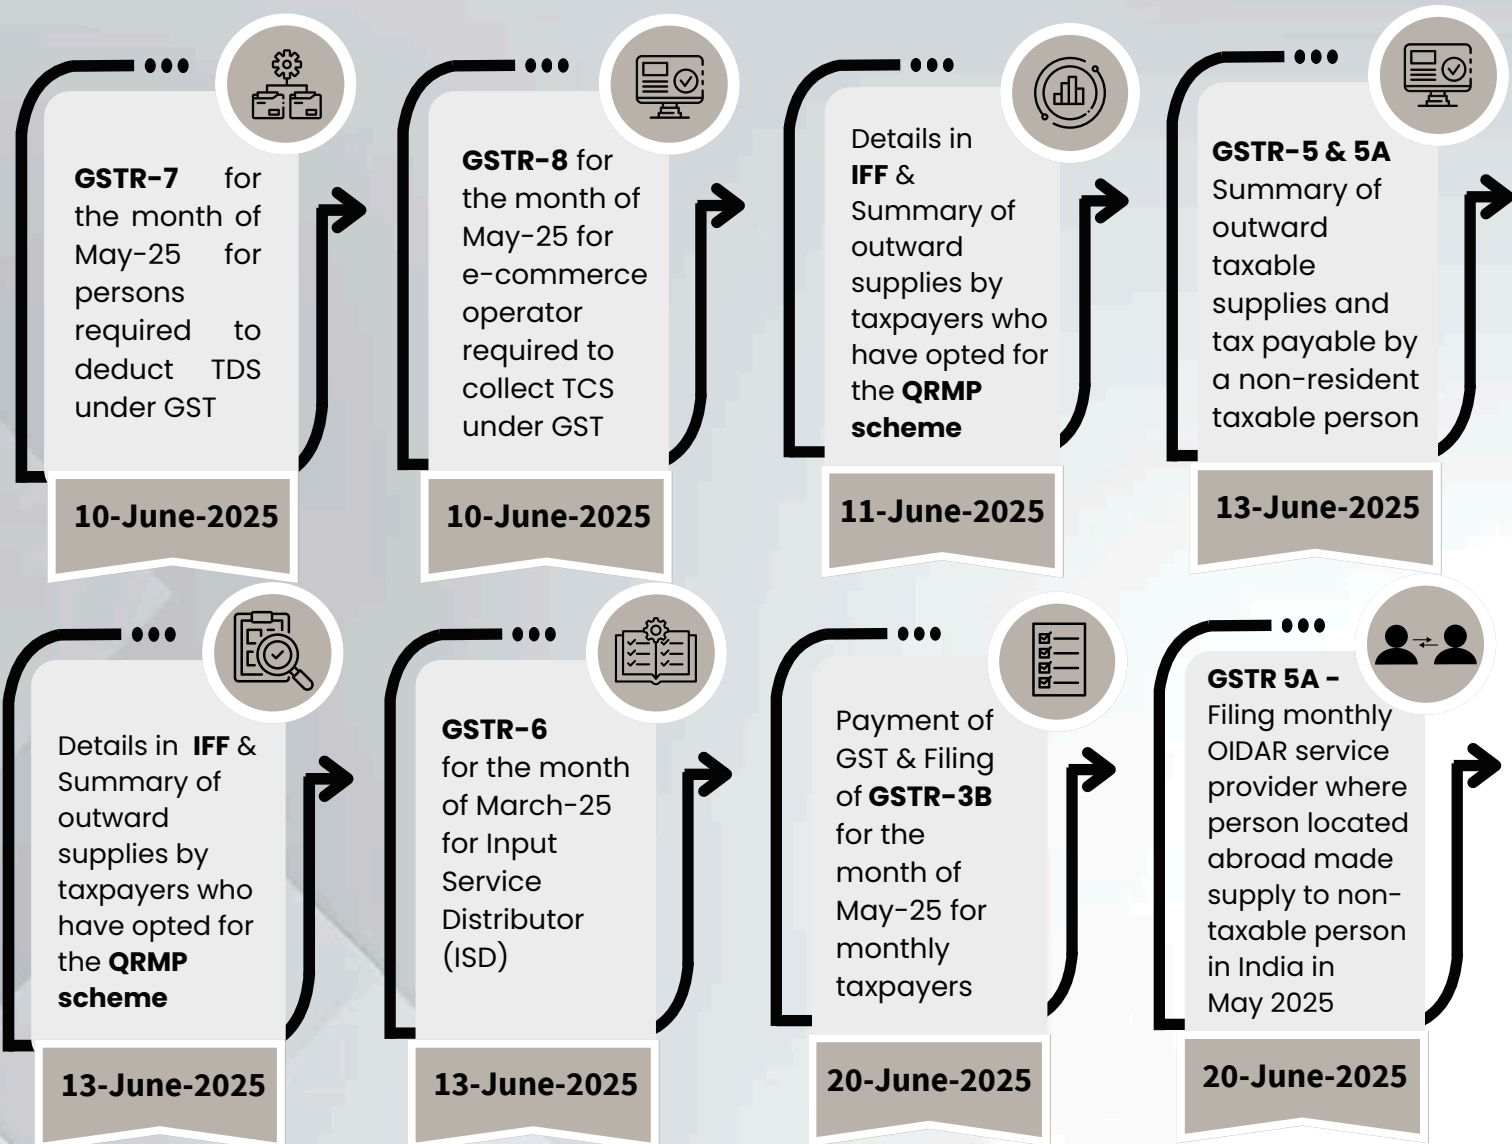 GSTR-7 for
the month of
May-25 for
persons
required to
deduct TDS
under GST
10-June-2025
GSTR-8 for
the month of
May-25 for
e-commerce
operator
required to
collect TCS
under GST
10-June-2025
Details in
IFF &
Summary of
outward
supplies by
taxpayers who
have opted for
the QRMP
scheme
11-June-2025
GSTR-5 & 5A
Summary of
outward
taxable
supplies and
tax payable by
a non-resident
taxable person
13-June-2025
Details in IFF &
Summary of
outward
supplies by
taxpayers who
have opted for
the QRMP
scheme
13-June-2025
GSTR-6
for the month
of March-25
for Input
Service
Distributor
(ISD)
13-June-2025
Payment of
GST & Filing
of GSTR-3B
for the
month of
May-25 for
monthly
taxpayers
20-June-2025
GSTR 5A -
Filing monthly
OIDAR service
provider where
person located
abroad made
supply to non-
taxable person
in India in
May 2025
20-June-2025